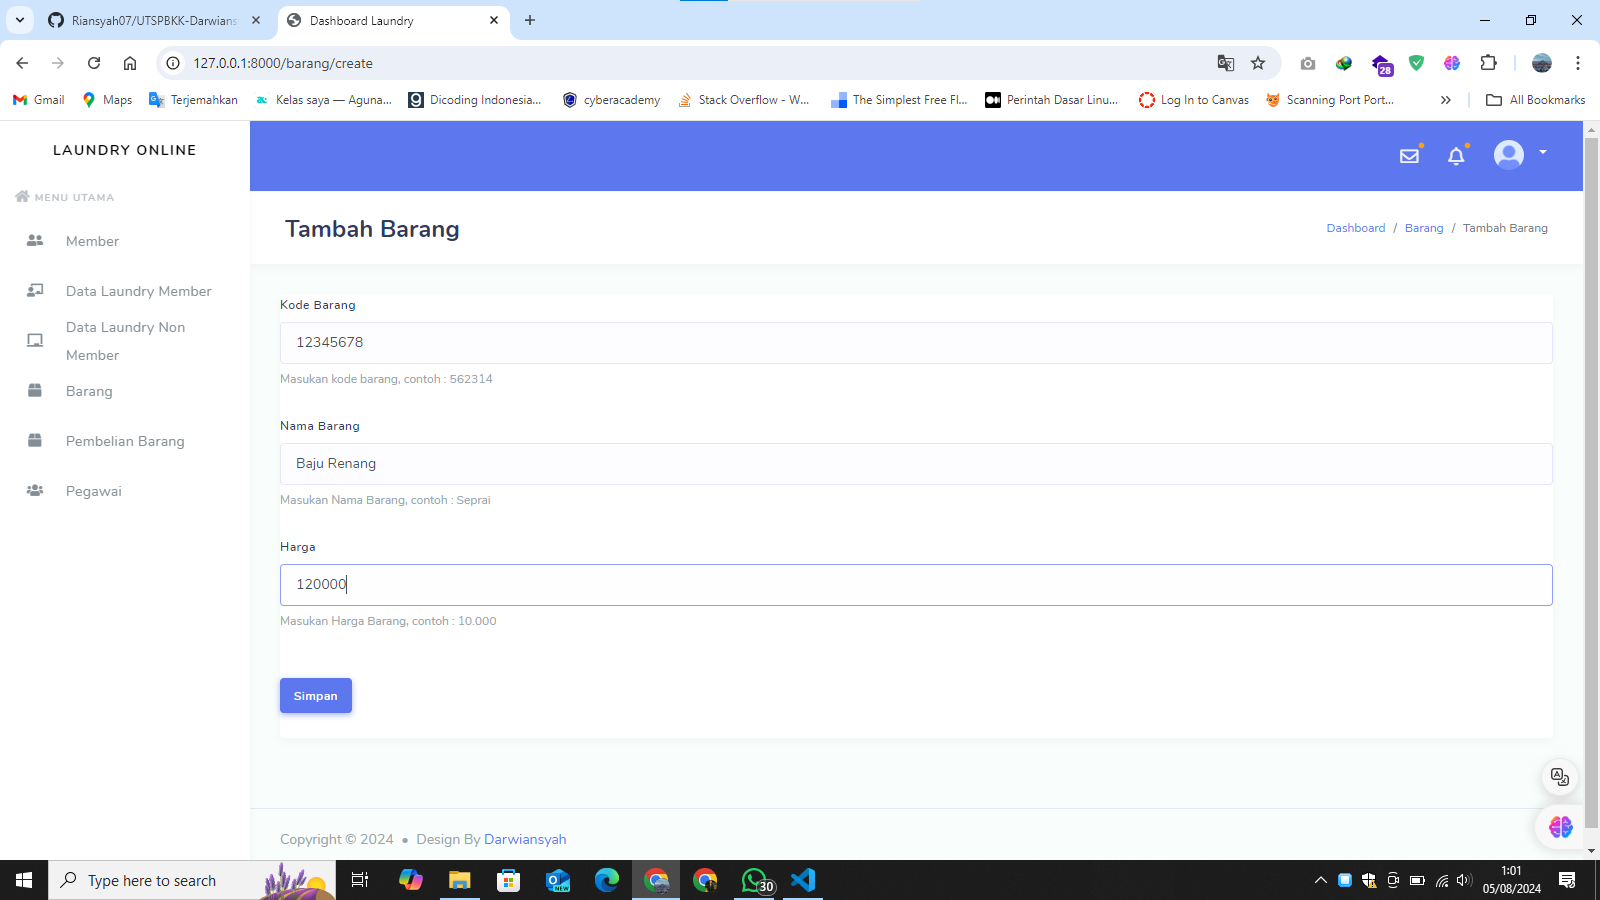 Riansyah07/UTSPBKK-Darwians
Dashboard Laundry
127.0.0.1:8000/barang/create
28
Gmail
Maps
Terjemahkan
Kelas saya — Aguna...
Dicoding Indonesia...
cyberacademy
Stack Overflow - W...
The Simplest Free Fl...
Perintah Dasar Linu...
Log In to Canvas
Scanning Port Port...
All Bookmarks
LAUNDRY ONLINE
MENU UTAMA
Member
Data Laundry Member
Data Laundry Non
Member
Barang
Pembelian Barang
Pegawai
Tambah Barang
Dashboard / Barang / Tambah Barang
Kode Barang
12345678
Masukan kode barang, contoh : 562314
Nama Barang
Baju Renang
Masukan Nama Barang, contoh : Seprai
Harga
120000
Masukan Harga Barang, contoh : 10.000
Simpan
Copyright © 2024 • Design By Darwiansyah
Type here to search
NEW
30
1:01
05/08/2024